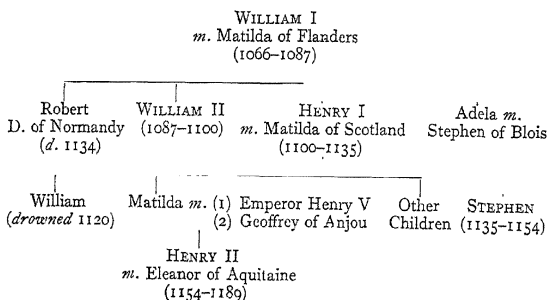 WILLIAM I
m. Matilda of Flanders
(1066–1087)
Robert
D. of Normandy
(d. 1134)
WILLIAM II
(1087–1100)
HENRY I
m. Matilda of Scotland
(1100–1135)
Adela m.
Stephen of Blois
William
(drowned 1120)
Matilda m. (1) Emperor Henry V
(2) Geoffrey of Anjou
Other
Children
STEPHEN
(1135–1154)
HENRY II
m. Eleanor of Aquitaine
(1154–1189)